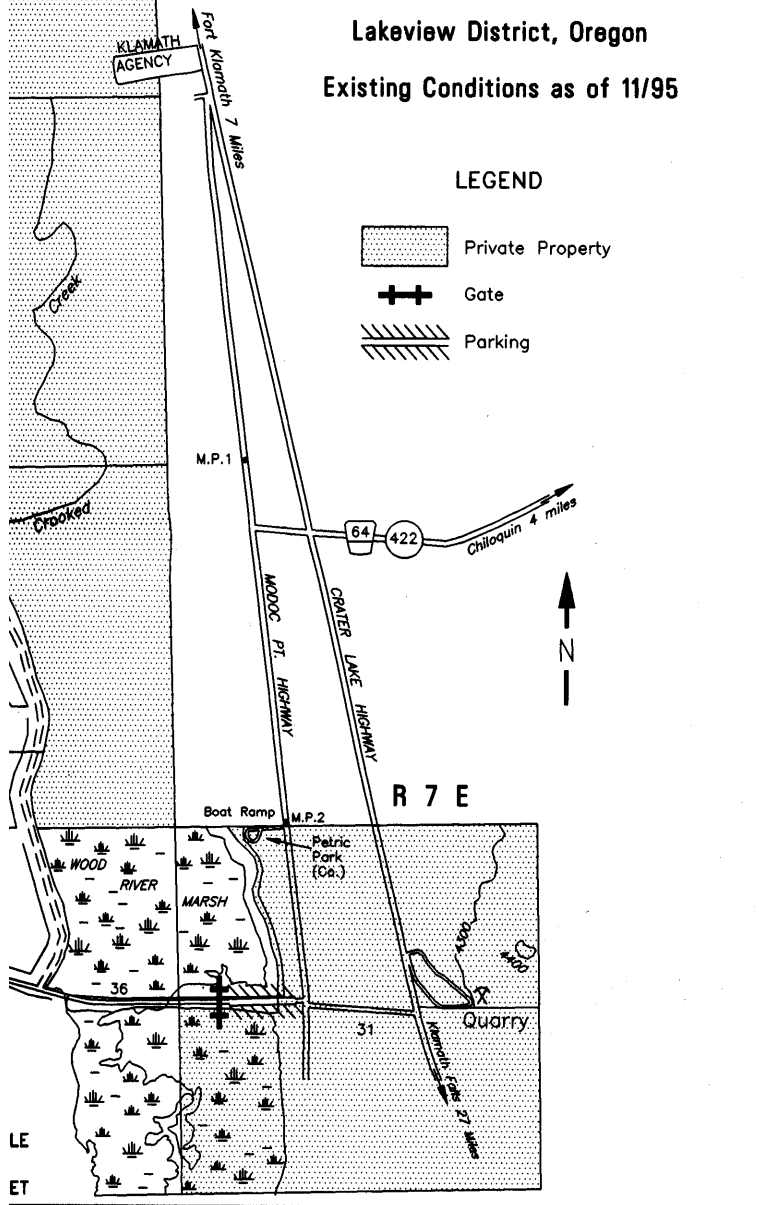 Lakeview District, Oregon
Existing Conditions as of 11/95
KLAMATH
AGENCY
Fort Klamath 7 Miles
LEGEND
Private Property
Gate
Parking
Creek
Crooked
M.P.1
64
422
Chiloquin 4 miles
MODOC PT. HIGHWAY
CRATER LAKE HIGHWAY
N
R 7 E
Boat Ramp
M.P.2
Petric
Park
(Co.)
WOOD
RIVER
MARSH
4300
4400
36
31
Quarry
Klamath Falls 27 Miles
LE
ET